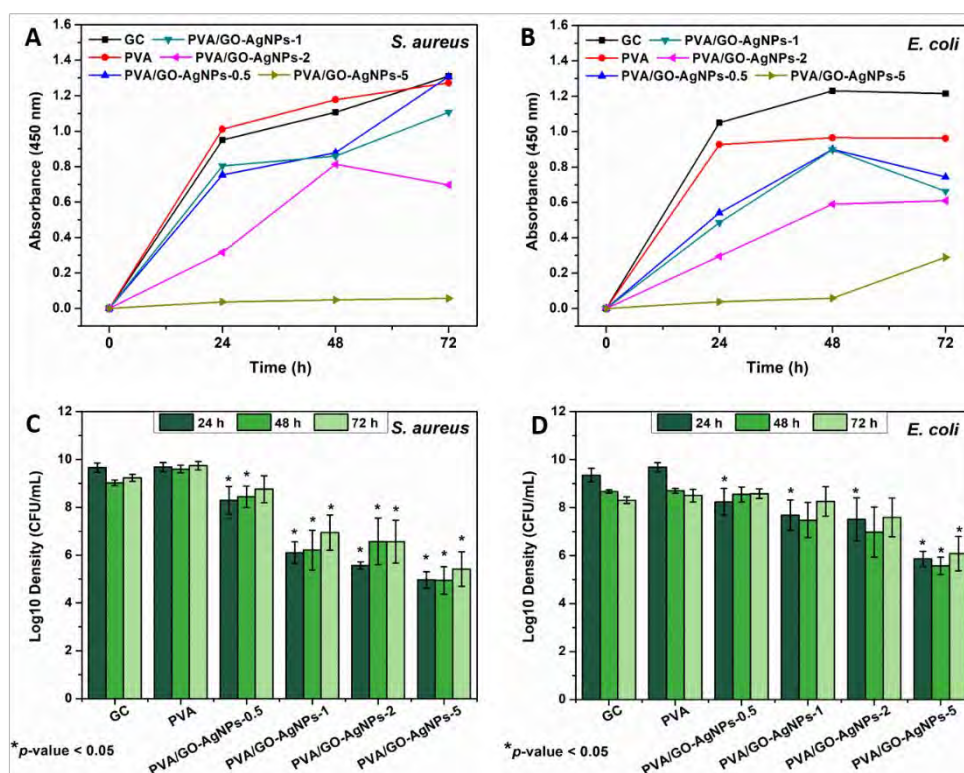 A
S. aureus
GC
PVA/GO-AgNPs-1
PVA
PVA/GO-AgNPs-2
PVA/GO-AgNPs-0.5
PVA/GO-AgNPs-5
Absorbance (450 nm)
1.6
1.4
1.2
1.0
0.8
0.6
0.4
0.2
0.0
0
24
48
72
Time (h)
B
E. coli
GC
PVA/GO-AgNPs-1
PVA
PVA/GO-AgNPs-2
PVA/GO-AgNPs-0.5
PVA/GO-AgNPs-5
Absorbance (450 nm)
1.6
1.4
1.2
1.0
0.8
0.6
0.4
0.2
0.0
0
24
48
72
Time (h)
C
24 h
48 h
72 h
S. aureus
Log10 Density (CFU/mL)
12
10
8
6
4
2
0
* * * * * * * * * * *
GC
PVA
PVA/GO-AgNPs-0.5
PVA/GO-AgNPs-1
PVA/GO-AgNPs-2
PVA/GO-AgNPs-5
*p-value < 0.05
D
24 h
48 h
72 h
E. coli
Log10 Density (CFU/mL)
12
10
8
6
4
2
0
* * * * * *
GC
PVA
PVA/GO-AgNPs-0.5
PVA/GO-AgNPs-1
PVA/GO-AgNPs-2
PVA/GO-AgNPs-5
*p-value < 0.05